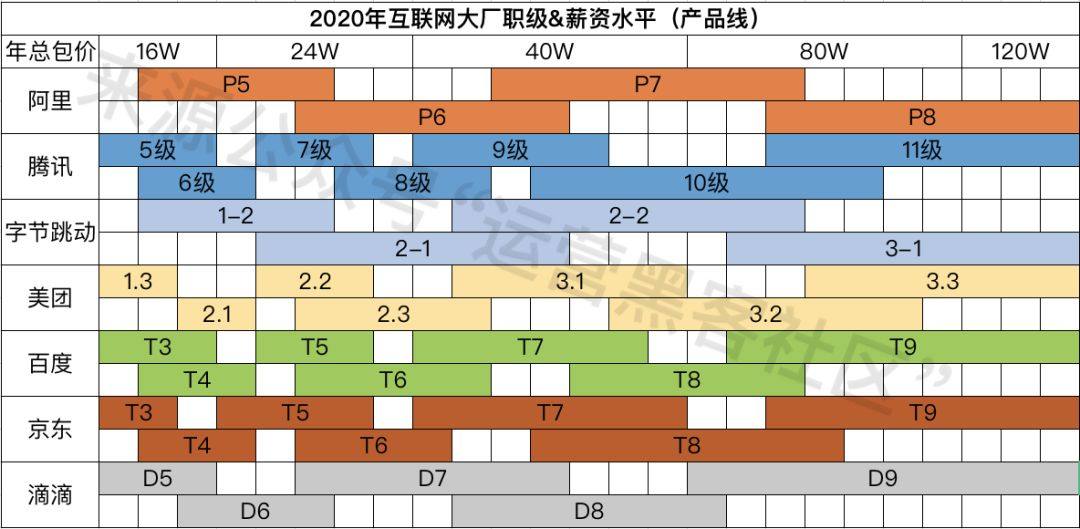 2020年互联网大厂职级&薪资水平（产品线）
年总包价 16W 24W 40W 80W 120W
阿里 P5 P7
P6 P8
腾讯 5级 7级 9级 11级
6级 8级 10级
字节跳动 1-2 2-2
2-1 3-1
美团 1.3 2.2 3.1 3.3
2.1 2.3 3.2
百度 T3 T5 T7 T9
T4 T6 T8
京东 T3 T5 T7 T9
T4 T6 T8
滴滴 D5 D7 D9
D6 D8
来源公众号“运营黑客社区”